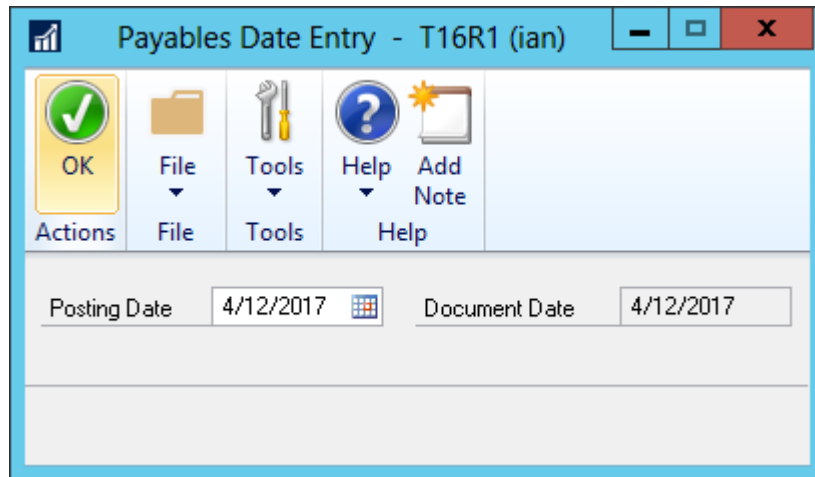 Payables Date Entry - T16R1 (ian)
OK File Tools Help Add Note
Actions File Tools Help
Posting Date 4/12/2017 Document Date 4/12/2017